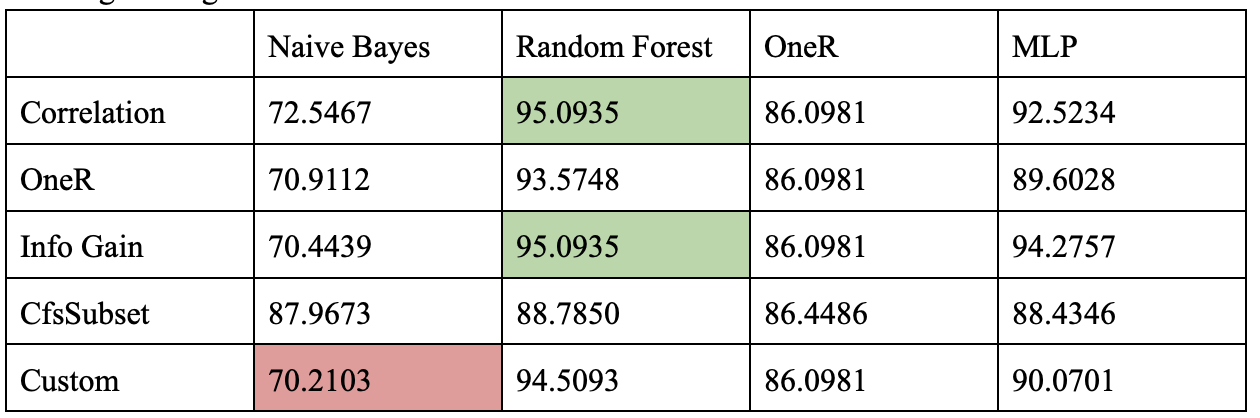 Naive Bayes Random Forest OneR MLP
Correlation 72.5467 95.0935 86.0981 92.5234
OneR 70.9112 93.5748 86.0981 89.6028
Info Gain 70.4439 95.0935 86.0981 94.2757
CfsSubset 87.9673 88.7850 86.4486 88.4346
Custom 70.2103 94.5093 86.0981 90.0701